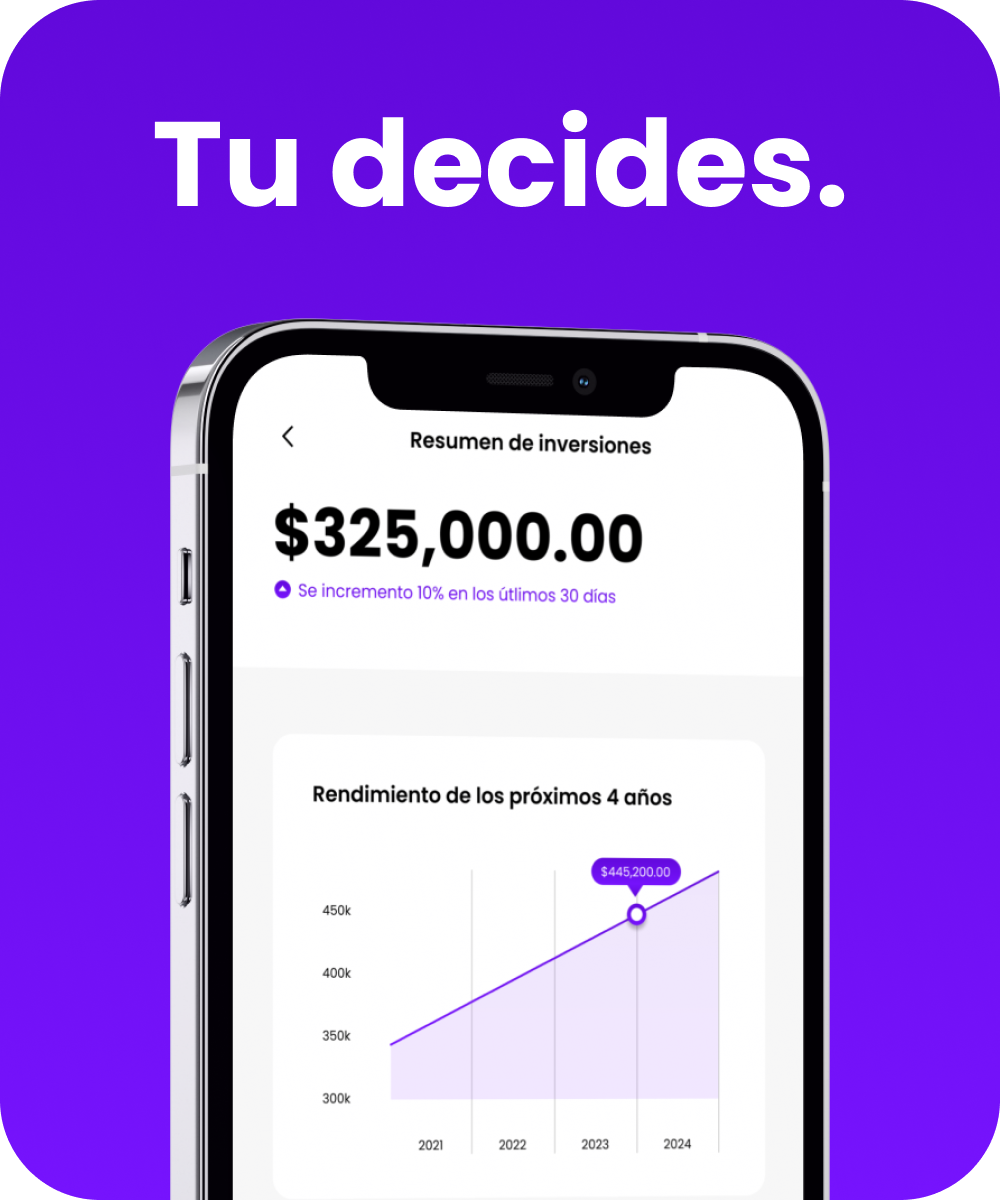 Tu decides.
Resumen de inversiones
$325,000.00
Se incremento 10% en los útlimos 30 días
Rendimiento de los próximos 4 años
$445,200.00
450k
400k
350k
300k
2021 2022 2023 2024